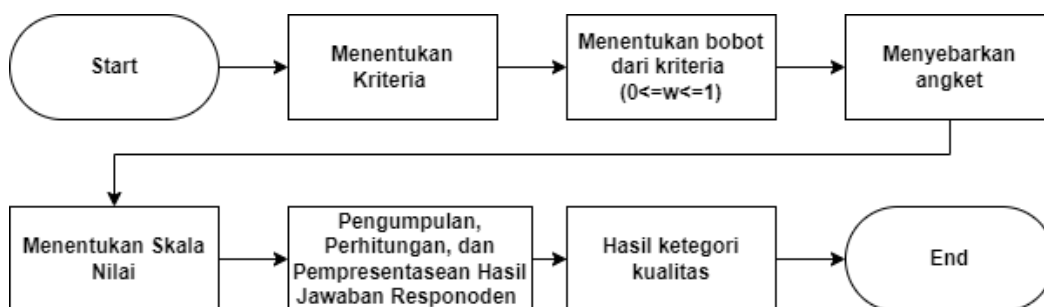 Start
Menentukan
Kriteria
Menentukan bobot
dari kriteria
(0<=w<=1)
Menyebarkan
angket
Menentukan Skala
Nilai
Pengumpulan,
Perhitungan, dan
Pempresentasean Hasil
Jawaban Responoden
Hasil ketegori
kualitas
End